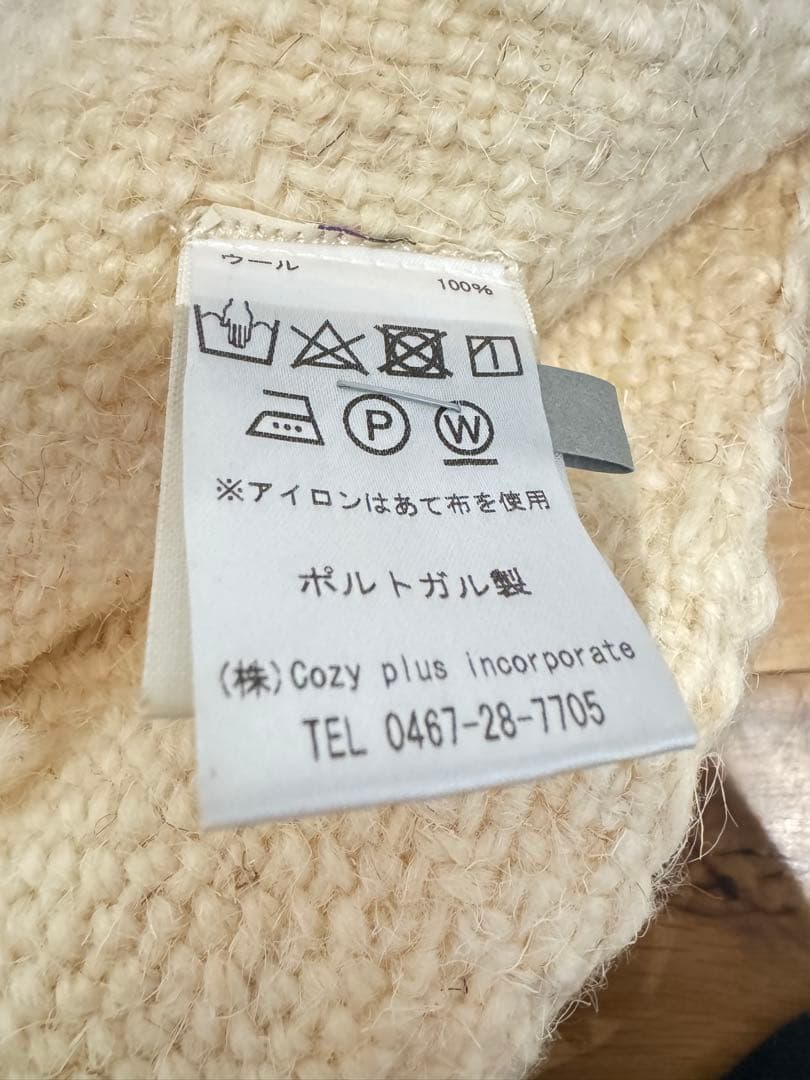 ウール
100%
P W
※アイロンはあて布を使用
ポルトガル製
(株)Cozy plus incorporate
TEL 0467-28-7705